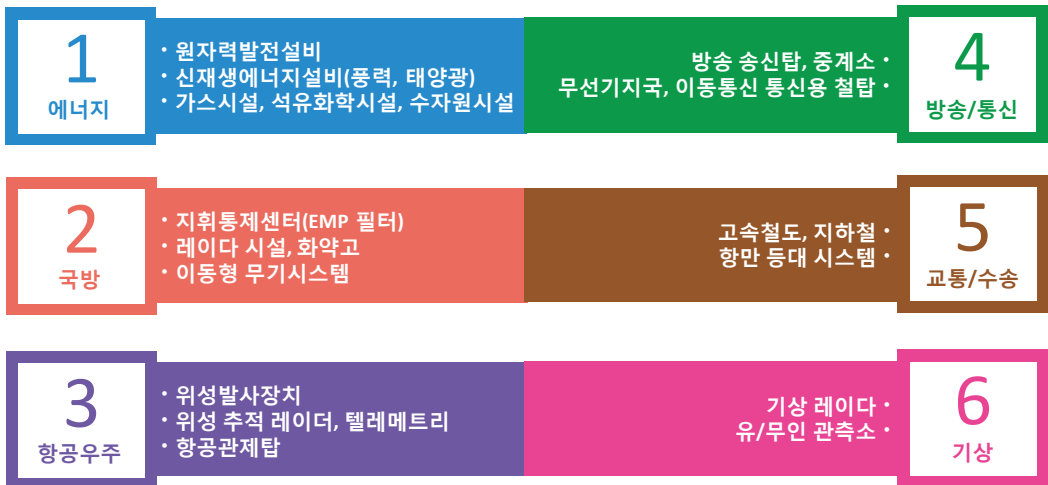 1
에너지
• 원자력발전설비
• 신재생에너지설비(풍력, 태양광)
• 가스시설, 석유화학시설, 수자원시설
방송 송신탑, 중계소 •
무선기지국, 이동통신 통신용 철탑 •
4
방송/통신
2
국방
• 지휘통제센터(EMP 필터)
• 레이다 시설, 화약고
• 이동형 무기시스템
고속철도, 지하철 •
항만 등대 시스템 •
5
교통/수송
3
항공우주
• 위성발사장치
• 위성 추적 레이더, 텔레메트리
• 항공관제탑
기상 레이다 •
유/무인 관측소 •
6
기상